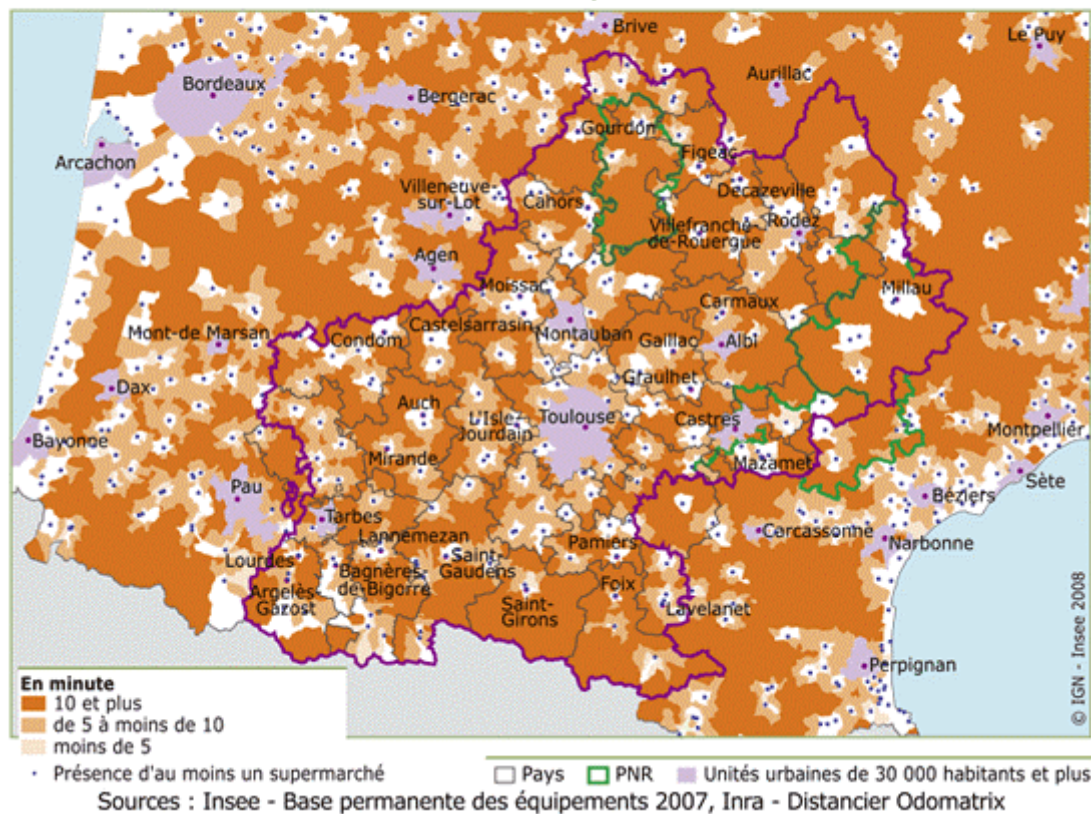 Brive
Le Puy
Aurillac
Bordeaux
Bergerac
Gourdon
Arcachon
Figeac
Villeneuve-
sur-Lot
Cahors
Decazeville
Villefranche-
de-Rouergue
Rodez
Agen
Moissac
Millau
Mont-de Marsan
Condom
Castelsarrasin
Montauban
Carmaux
Gaillac
Albi
Dax
Graulhet
Auch
L'Isle-
Jourdain
Toulouse
Castres
Montpellier
Bayonne
Mirande
Mazamet
Sète
Pau
Béziers
Tarbes
Carcassonne
Narbonne
Lannemezan
Pamiers
Lourdes
Bagnères-
de-Bigorre
Saint-
Gaudens
Argelès-
Gazost
Foix
Saint-
Girons
Lavelanet
Perpignan
© IGN - Insee 2008
En minute
10 et plus
de 5 à moins de 10
moins de 5
Présence d'au moins un supermarché
Pays
PNR
Unités urbaines de 30 000 habitants et plus
Sources : Insee - Base permanente des équipements 2007, Inra - Distancier Odomatrix